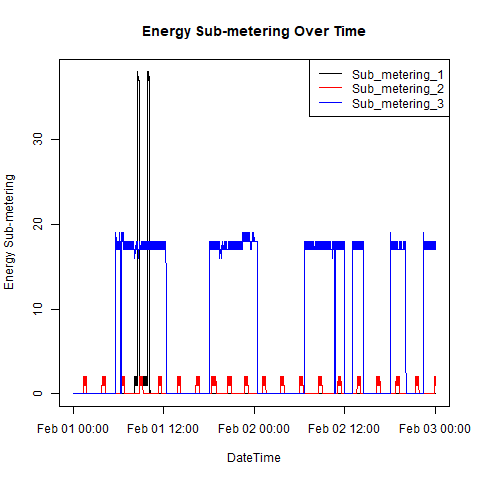 Energy Sub-metering Over Time
Sub_metering_1
Sub_metering_2
Sub_metering_3
Energy Sub-metering
30
20
10
0
Feb 01 00:00
Feb 01 12:00
Feb 02 00:00
Feb 02 12:00
Feb 03 00:00
DateTime